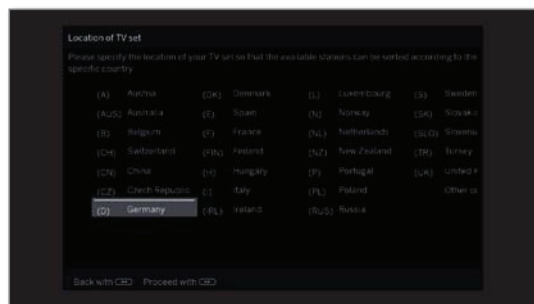 Location of TV set
Please specify the location of your TV set so that the available stations can be sorted according to the
specific country
(A) Austria (DK) Denmark (L) Luxembourg (S) Sweden
(AUS) Australia (E) Spain (N) Norway (SK)
(B) Belgium (F) France (NL) Netherlands (SLO)
(CH) Switzerland (FIN) Finland (NZ) New Zealand (TR) Turkey
(CN) China (H) Hungary (P) Portugal (UK) United
(CZ) Czech Republic (I) Italy (PL) Poland Other
(D) Germany (IRL) Ireland (RUS) Russia
Back with Proceed with